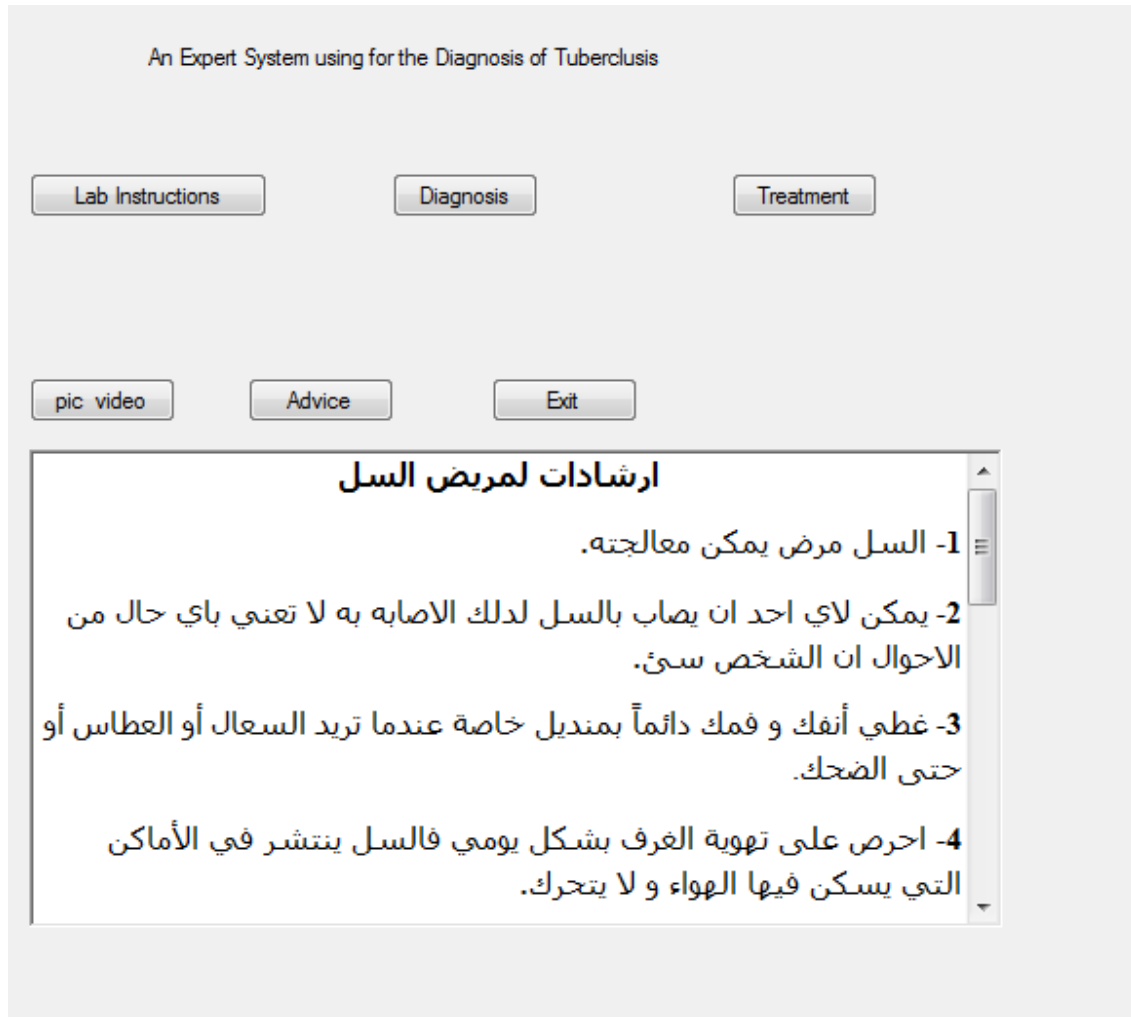 An Expert System using for the Diagnosis of Tuberclusis
Lab Instructions
Diagnosis
Treatment
pic video
Advice
Exit
ارشادات لمريض السل
1- السل مرض يمكن معالجته.
2- يمكن لاي احد ان يصاب بالسل لدلك الاصابه به لا تعني باي حال من
الاحوال ان الشخص سئ.
3- غطي أنفك و فمك دائماً بمنديل خاصة عندما تريد السعال أو العطاس أو
حتى الضحك.
4- احرص على تهوية الغرف بشكل يومي فالسل ينتشر في الأماكن
التي يسكن فيها الهواء و لا يتحرك.